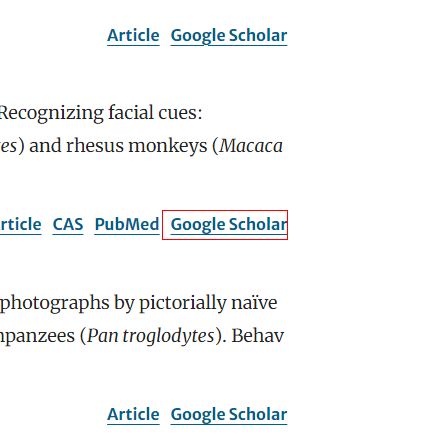 Article Google Scholar
Recognizing facial cues:
es) and rhesus monkeys (Macaca
rticle CAS PubMed Google Scholar
photographs by pictorially naïve
panzees (Pan troglodytes). Behav
Article Google Scholar